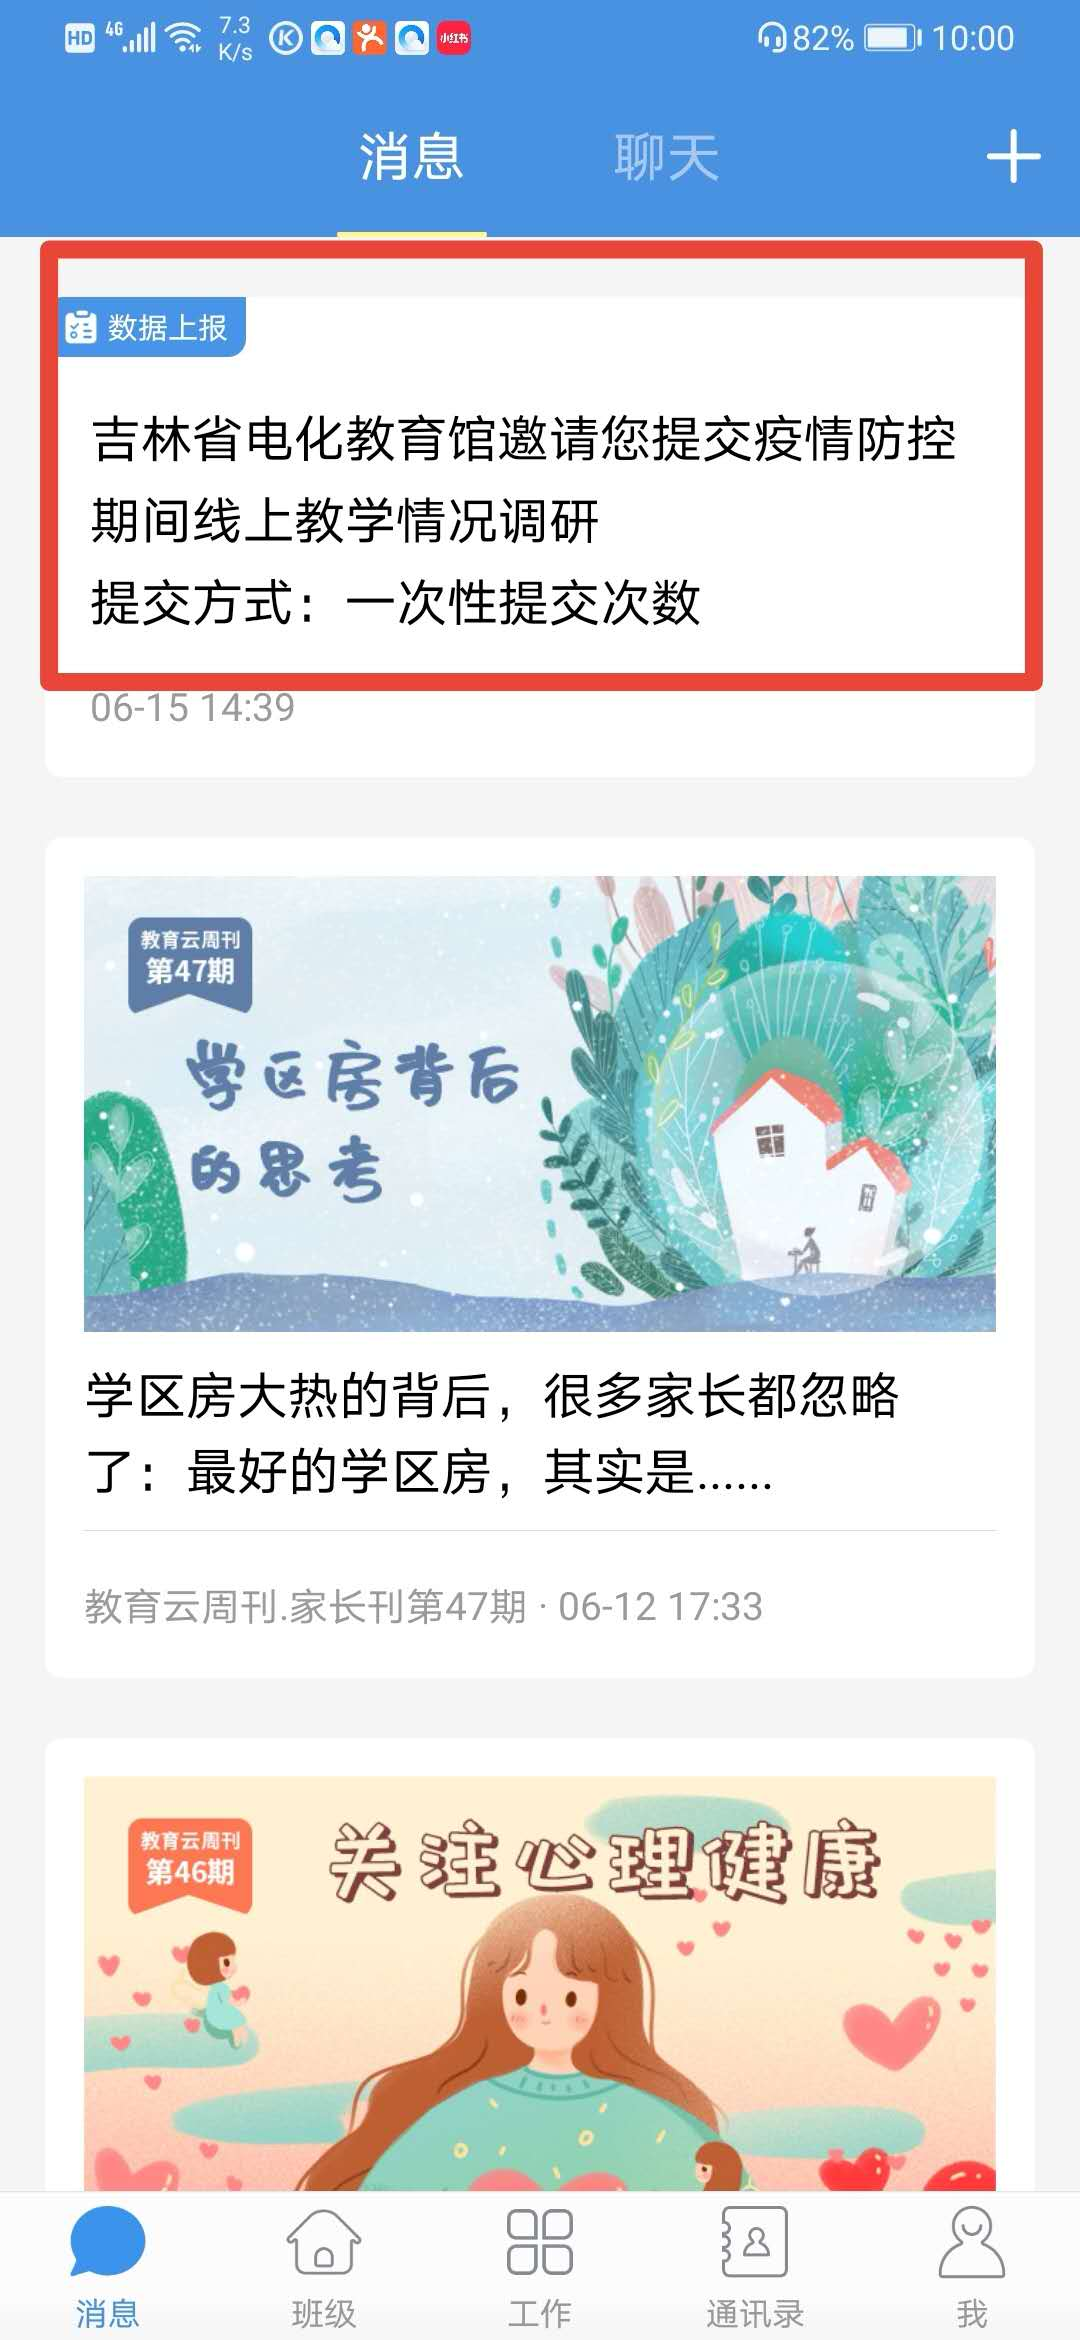 HD 4G 7.3 K/s 小红书 82% 10:00
消息 聊天
数据上报
吉林省电化教育馆邀请您提交疫情防控
期间线上教学情况调研
提交方式：一次性提交次数
06-15 14:39
教育云周刊
第47期
学区房背后
的思考
学区房大热的背后，很多家长都忽略
了：最好的学区房，其实是......
教育云周刊.家长刊第47期 · 06-12 17:33
教育云周刊
第46期
关注心理健康
消息 班级 工作 通讯录 我